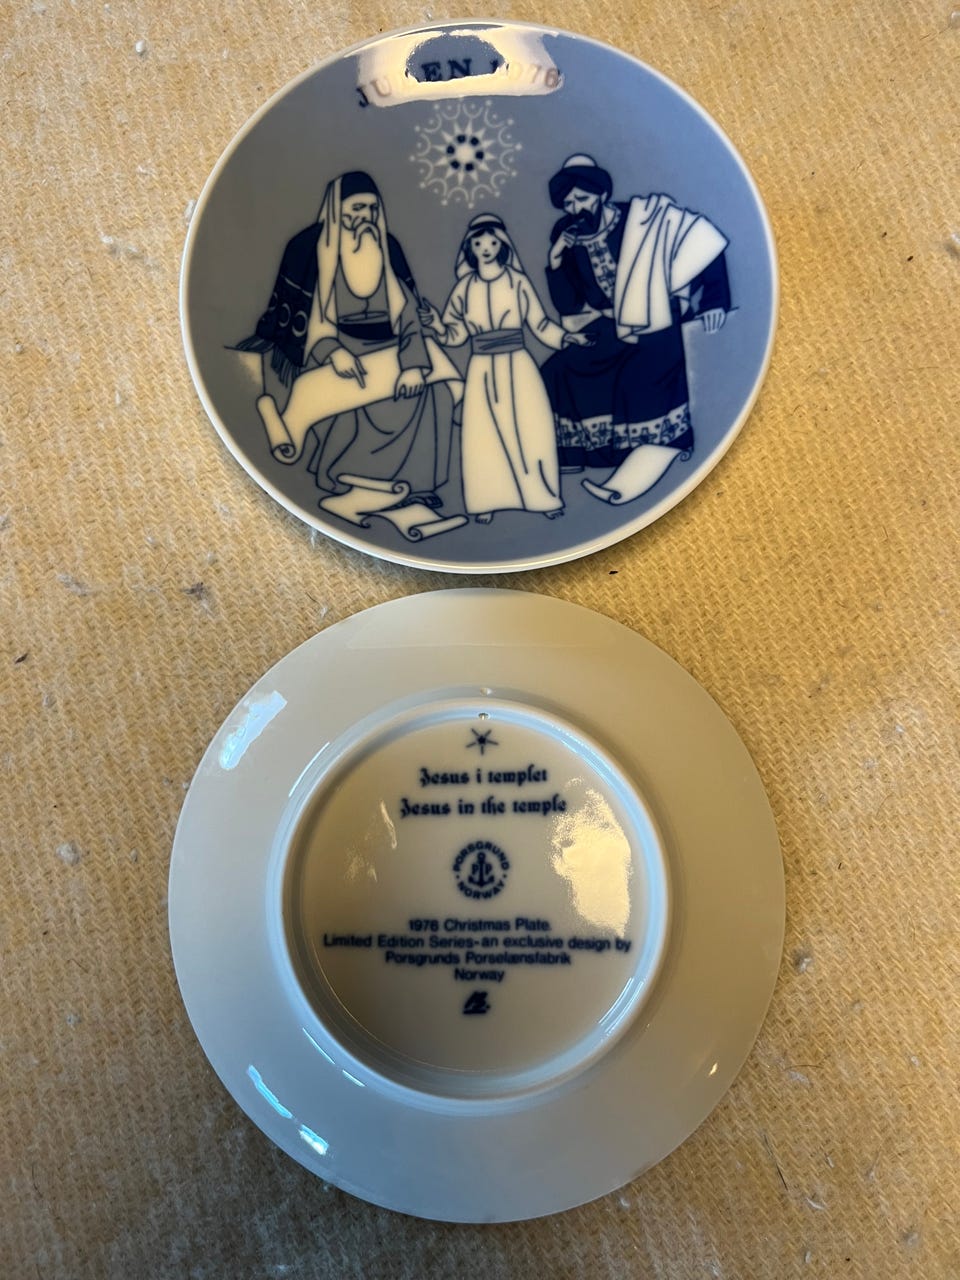 JULEN 1976
Jesus i templet
Jesus in the temple
PORSGRUND
PP
NORWAY
1976 Christmas Plate.
Limited Edition Series-an exclusive design by
Porsgrunds Porselænsfabrik
Norway